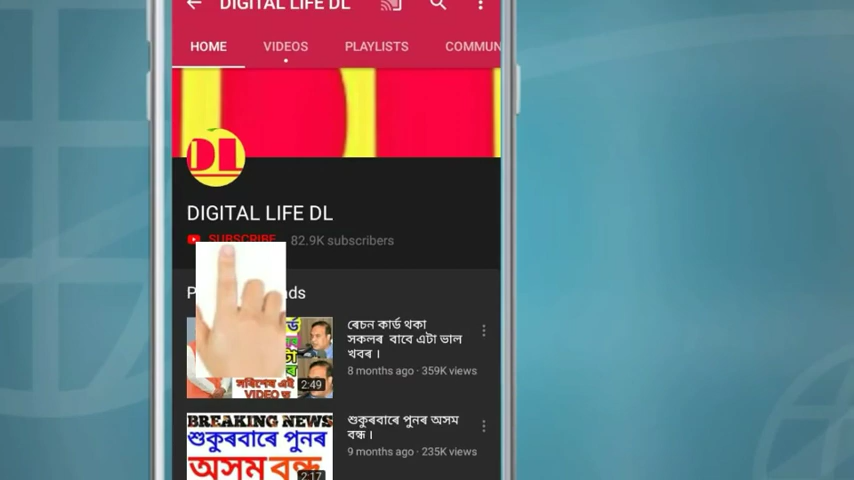 DIGITAL LIFE DL
HOME VIDEOS PLAYLISTS COMMUN
DL
DIGITAL LIFE DL
SUBSCRIBE 82.9K subscribers
ৰেচন কাৰ্ড থকা
সকলৰ বাবে এটা ভাল
খবৰ ।
8 months ago · 359K views
VIDEO ত
2:49
শুকুৰবাৰে পুনৰ অসম
বন্ধ ।
9 months ago · 235K views
BREAKING NEWS
শুকুৰবাৰে পুনৰ
অসম বন্ধ
2:17